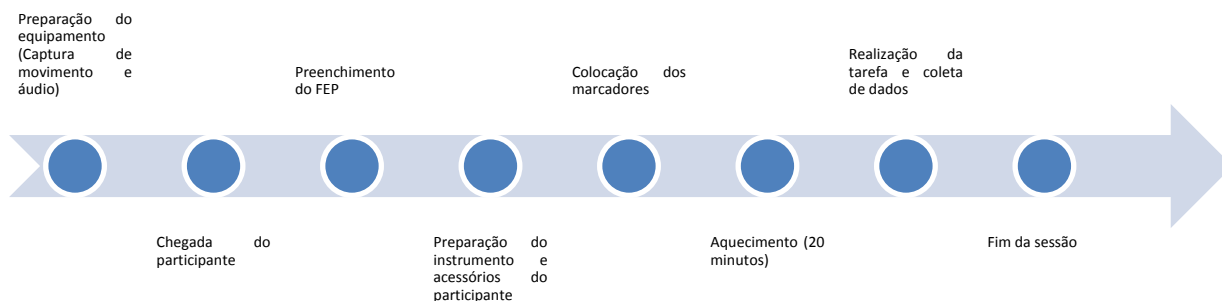 Preparação do
equipamento
(Captura de
movimento e
áudio)
Chegada do
participante
Preenchimento
do FEP
Preparação do
instrumento e
acessórios do
participante
Colocação dos
marcadores
Aquecimento (20
minutos)
Realização da
tarefa e coleta
de dados
Fim da sessão